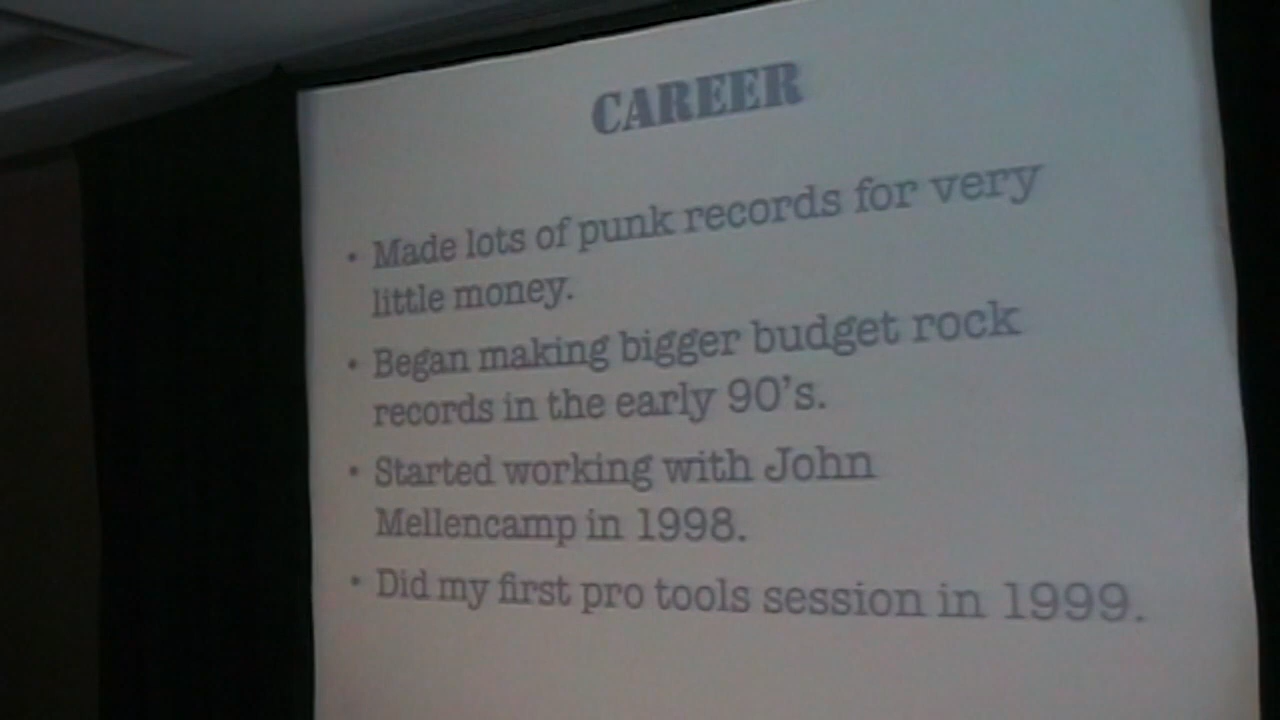 CAREER
• Made lots of punk records for very
little money.
• Began making bigger budget rock
records in the early 90's.
• Started working with John
Mellencamp in 1998.
• Did my first pro tools session in 1999.